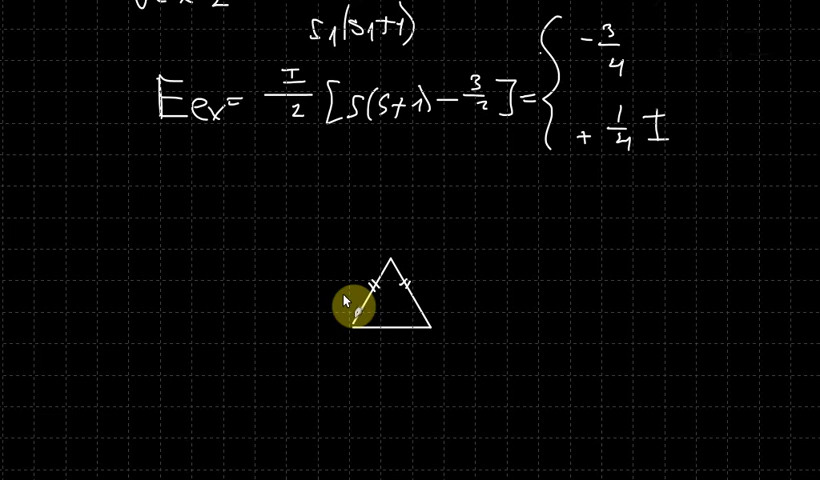 s₁(s₁+1)
Eex = I/2 [s(s+1) - 3/2] = { -3/4
+ 1/4 I